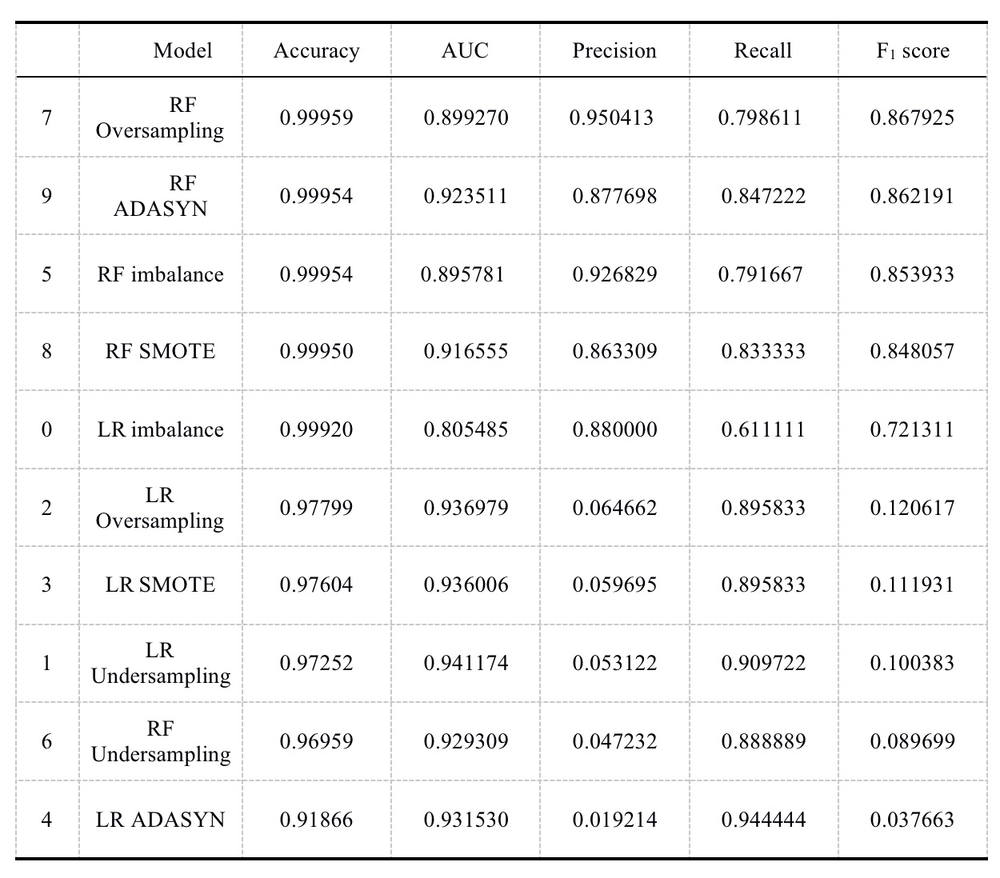 Model Accuracy AUC Precision Recall F₁ score
7 RF Oversampling 0.99959 0.899270 0.950413 0.798611 0.867925
9 RF ADASYN 0.99954 0.923511 0.877698 0.847222 0.862191
5 RF imbalance 0.99954 0.895781 0.926829 0.791667 0.853933
8 RF SMOTE 0.99950 0.916555 0.863309 0.833333 0.848057
0 LR imbalance 0.99920 0.805485 0.880000 0.611111 0.721311
2 LR Oversampling 0.97799 0.936979 0.064662 0.895833 0.120617
3 LR SMOTE 0.97604 0.936006 0.059695 0.895833 0.111931
1 LR Undersampling 0.97252 0.941174 0.053122 0.909722 0.100383
6 RF Undersampling 0.96959 0.929309 0.047232 0.888889 0.089699
4 LR ADASYN 0.91866 0.931530 0.019214 0.944444 0.037663